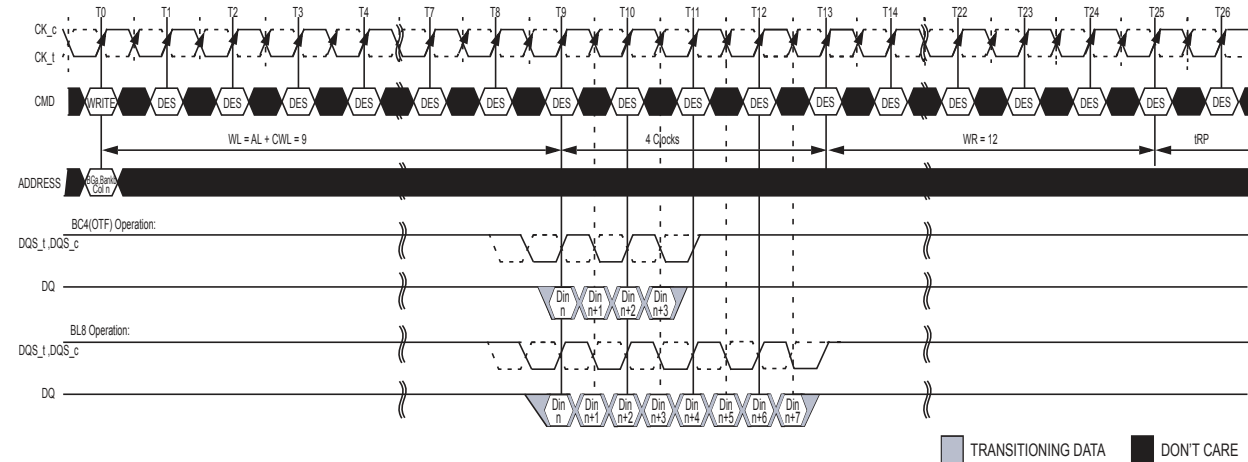 T0 T1 T2 T3 T4 T7 T8 T9 T10 T11 T12 T13 T14 T22 T23 T24 T25 T26
CK_c
CK_t
CMD WRITE DES DES DES DES DES DES DES DES DES DES DES DES DES DES DES DES DES
WL = AL + CWL = 9 4 Clocks WR = 12 tRP
ADDRESS BGa,Bankb
Col n
BC4(OTF) Operation:
DQS_t ,DQS_c
DQ Din Din Din Din
n n+1 n+2 n+3
BL8 Operation:
DQS_t ,DQS_c
DQ Din Din Din Din Din Din Din Din
n n+1 n+2 n+3 n+4 n+5 n+6 n+7
TRANSITIONING DATA DON'T CARE